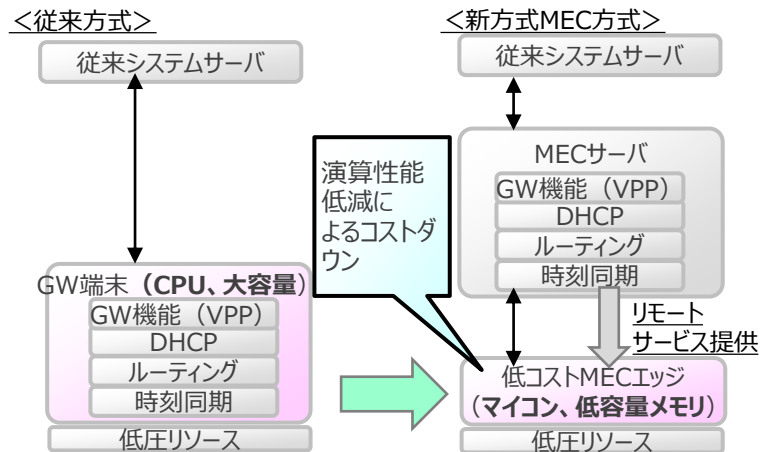 ＜従来方式＞
従来システムサーバ
GW端末（CPU、大容量）
GW機能（VPP）
DHCP
ルーティング
時刻同期
低圧リソース
＜新方式MEC方式＞
従来システムサーバ
MECサーバ
GW機能（VPP）
DHCP
ルーティング
時刻同期
演算性能
低減に
よるコストダ
ウン
リモート
サービス提供
低コストMECエッジ
（マイコン、低容量メモリ）
低圧リソース